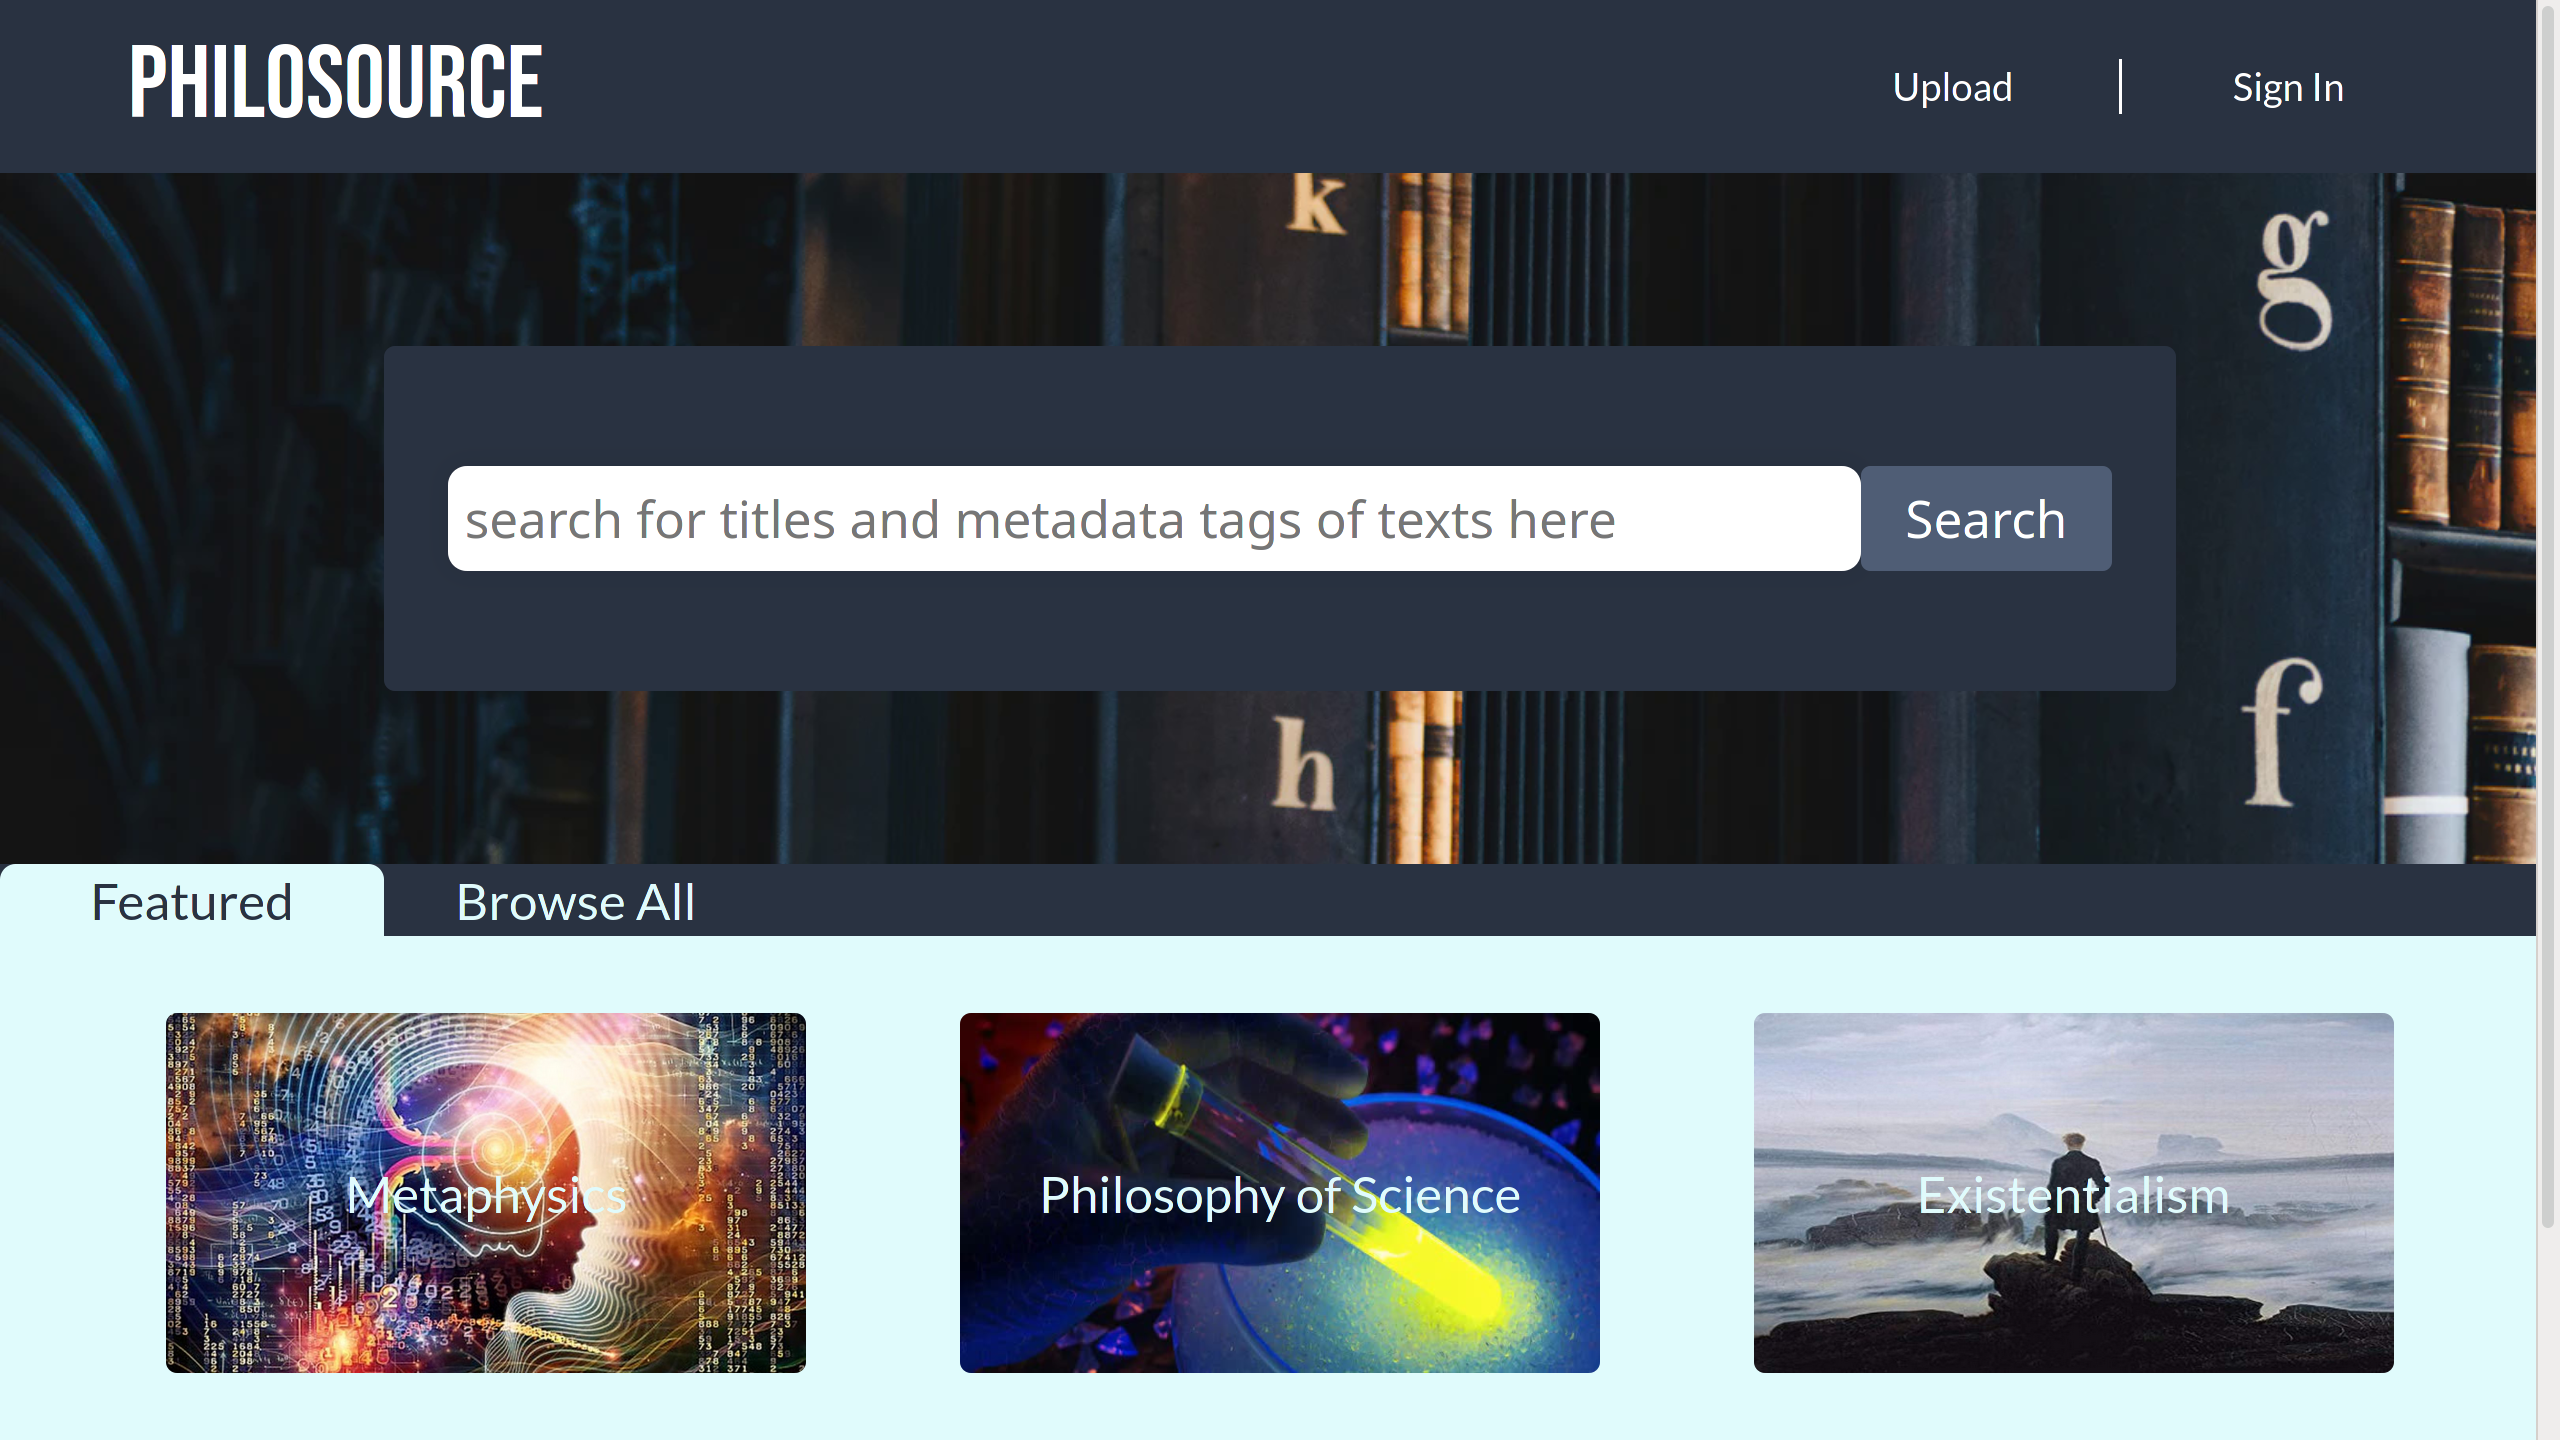 PHILOSOURCE
Upload
Sign In
k
g
search for titles and metadata tags of texts here
Search
h
f
Featured
Browse All
Metaphysics
Philosophy of Science
Existentialism